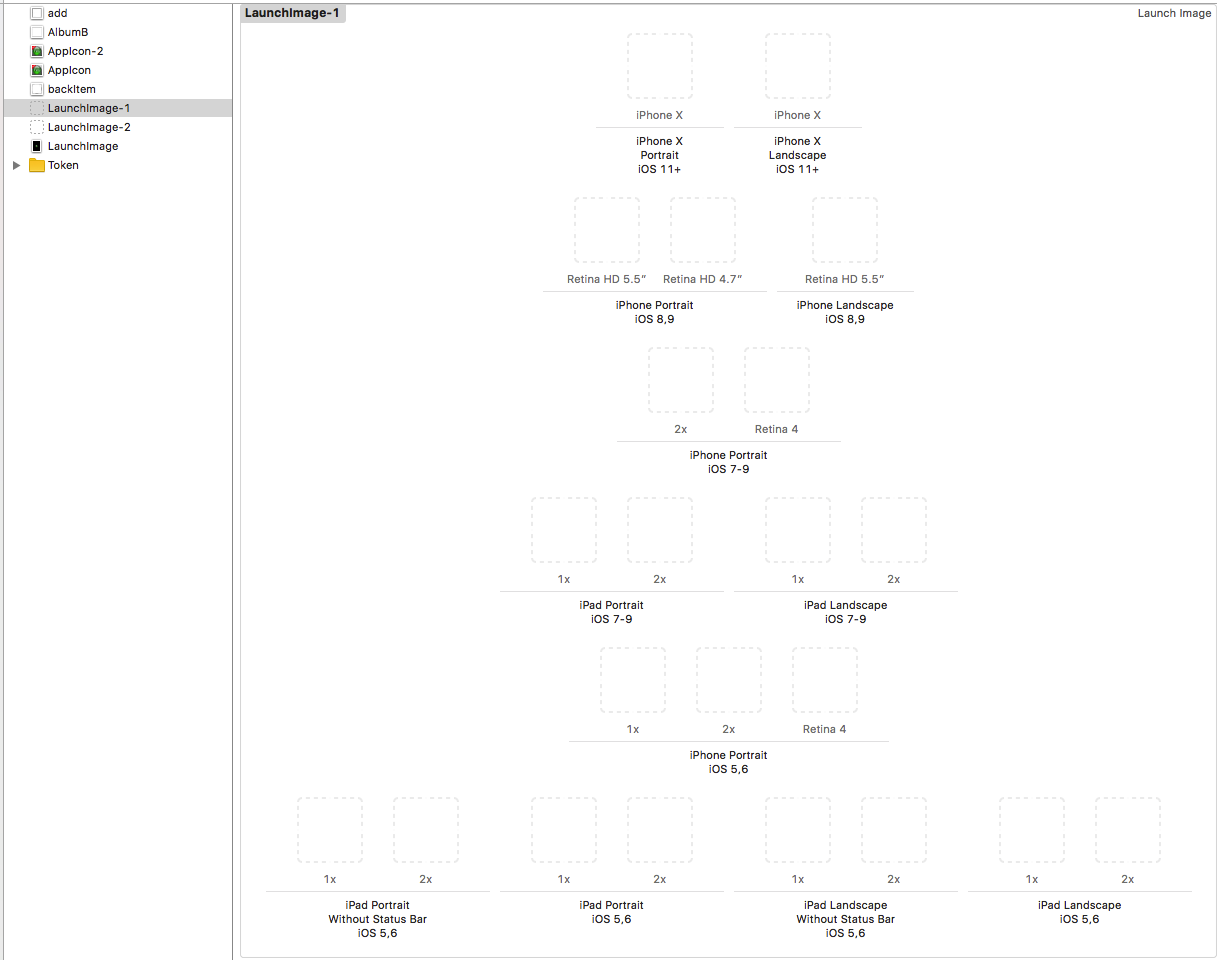 add
AlbumB
AppIcon-2
AppIcon
backItem
LaunchImage-1
LaunchImage-2
LaunchImage
Token
LaunchImage-1
Launch Image
iPhone X
iPhone X
iPhone X
Portrait
iOS 11+
iPhone X
Landscape
iOS 11+
Retina HD 5.5″
Retina HD 4.7″
Retina HD 5.5″
iPhone Portrait
iOS 8,9
iPhone Landscape
iOS 8,9
2x
Retina 4
iPhone Portrait
iOS 7-9
1x
2x
1x
2x
iPad Portrait
iOS 7-9
iPad Landscape
iOS 7-9
1x
2x
Retina 4
iPhone Portrait
iOS 5,6
1x
2x
1x
2x
1x
2x
1x
2x
iPad Portrait
Without Status Bar
iOS 5,6
iPad Portrait
iOS 5,6
iPad Landscape
Without Status Bar
iOS 5,6
iPad Landscape
iOS 5,6